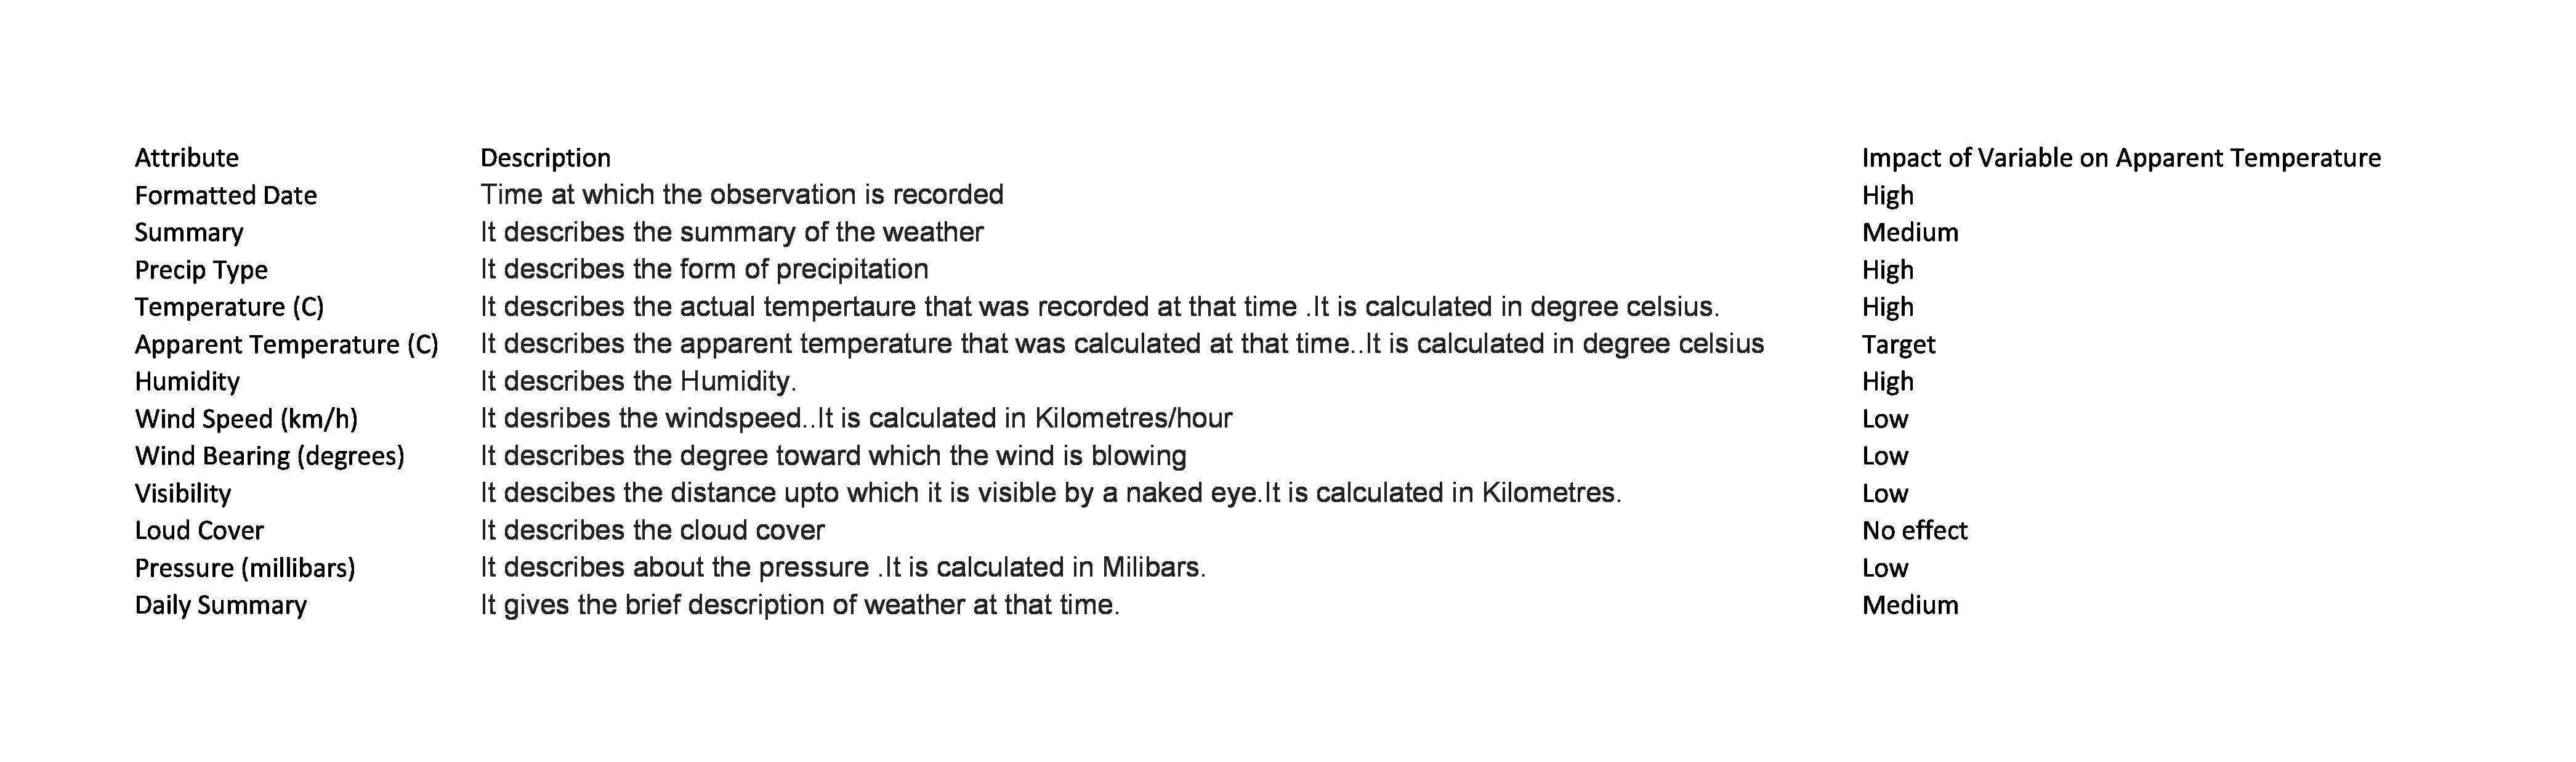 Attribute Description Impact of Variable on Apparent Temperature
Formatted Date Time at which the observation is recorded High
Summary It describes the summary of the weather Medium
Precip Type It describes the form of precipitation High
Temperature (C) It describes the actual tempertaure that was recorded at that time .It is calculated in degree celsius. High
Apparent Temperature (C) It describes the apparent temperature that was calculated at that time..It is calculated in degree celsius Target
Humidity It describes the Humidity. High
Wind Speed (km/h) It desribes the windspeed..It is calculated in Kilometres/hour Low
Wind Bearing (degrees) It describes the degree toward which the wind is blowing Low
Visibility It descibes the distance upto which it is visible by a naked eye.It is calculated in Kilometres. Low
Loud Cover It describes the cloud cover No effect
Pressure (millibars) It describes about the pressure .It is calculated in Milibars. Low
Daily Summary It gives the brief description of weather at that time. Medium